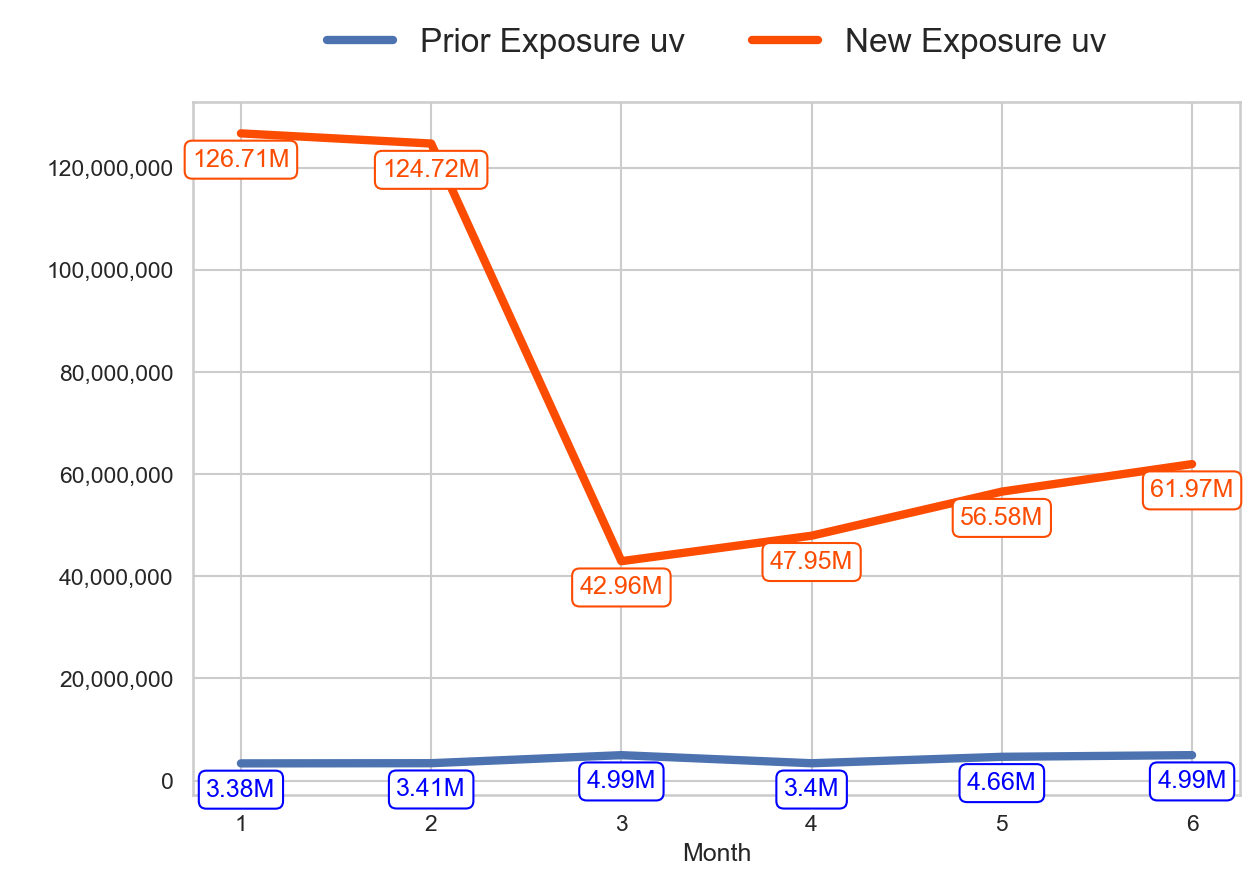 Prior Exposure uv New Exposure uv
126.71M
124.72M
120,000,000
100,000,000
80,000,000
60,000,000
61.97M
56.58M
47.95M
42.96M
40,000,000
20,000,000
0
3.38M 3.41M 4.99M 3.4M 4.66M 4.99M
1 2 3 4 5 6
Month